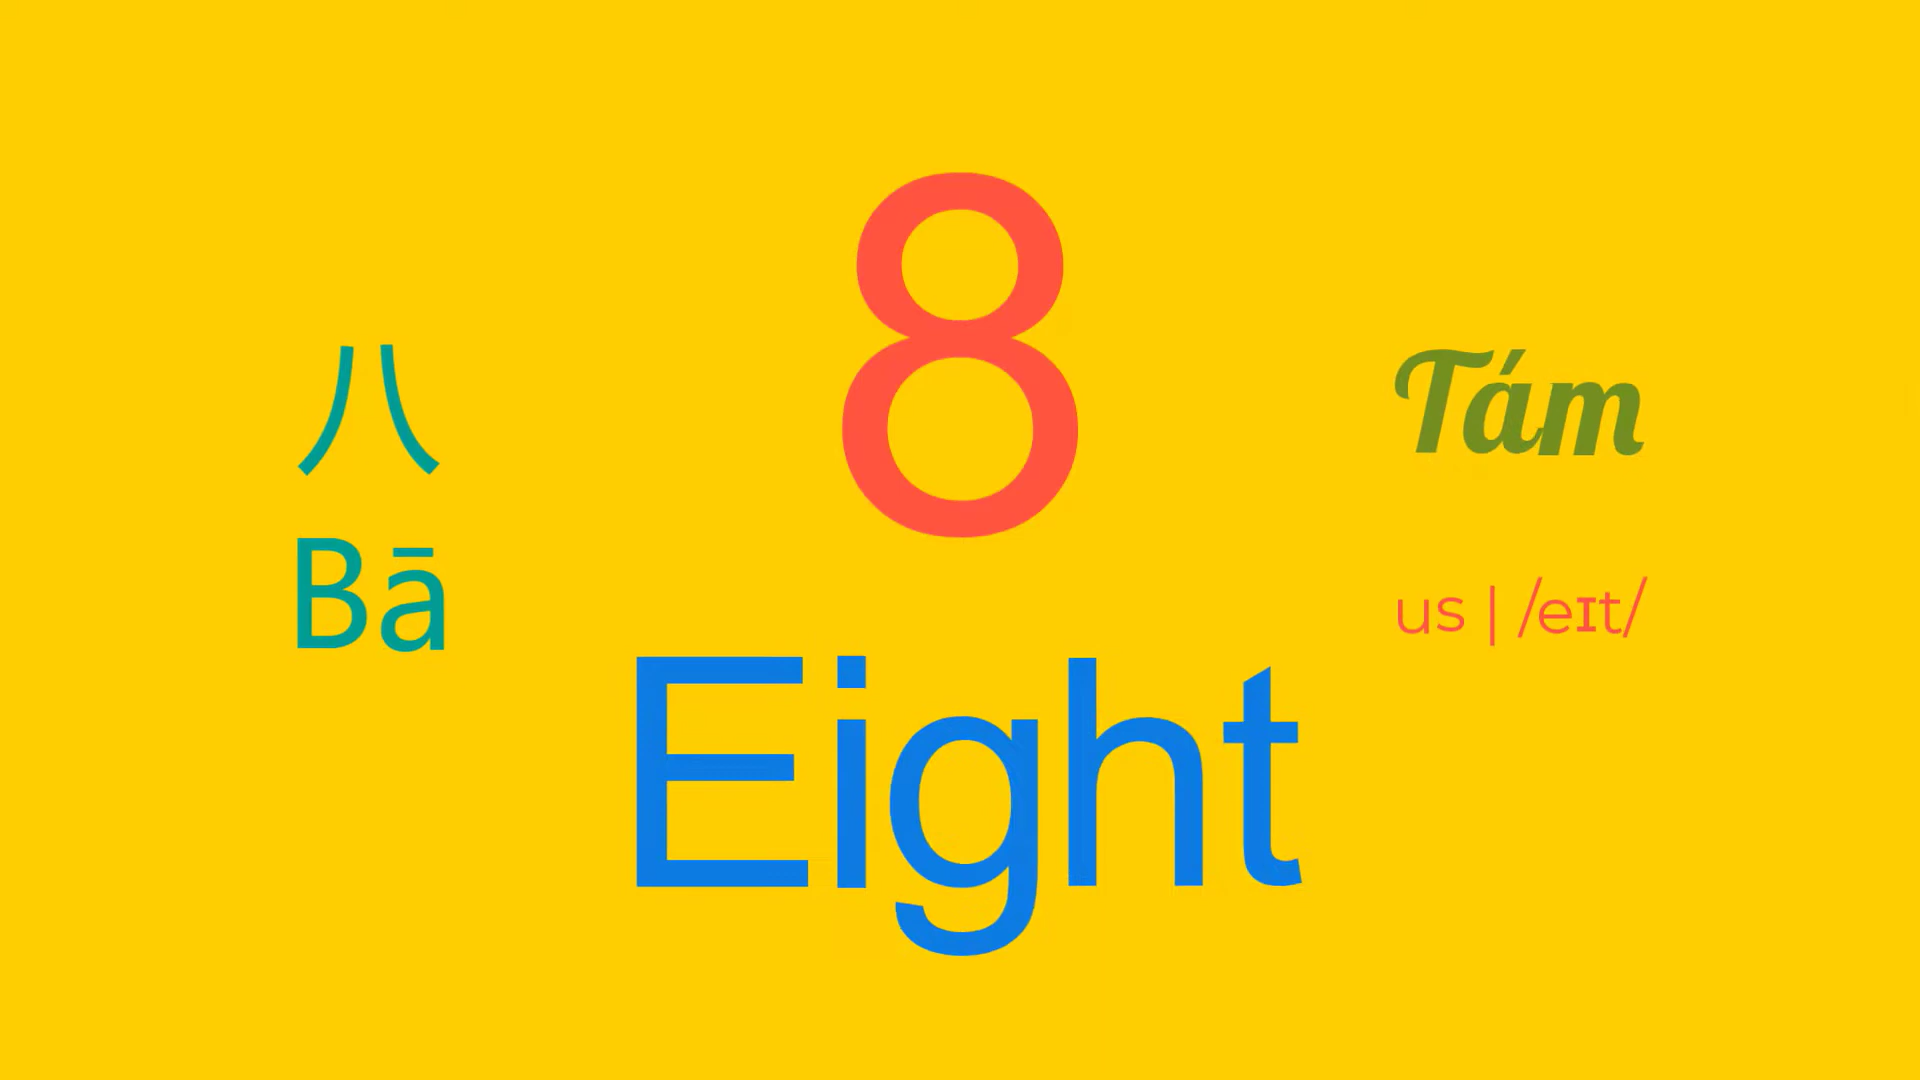 8
八
Bā
Tám
us | /eɪt/
Eight